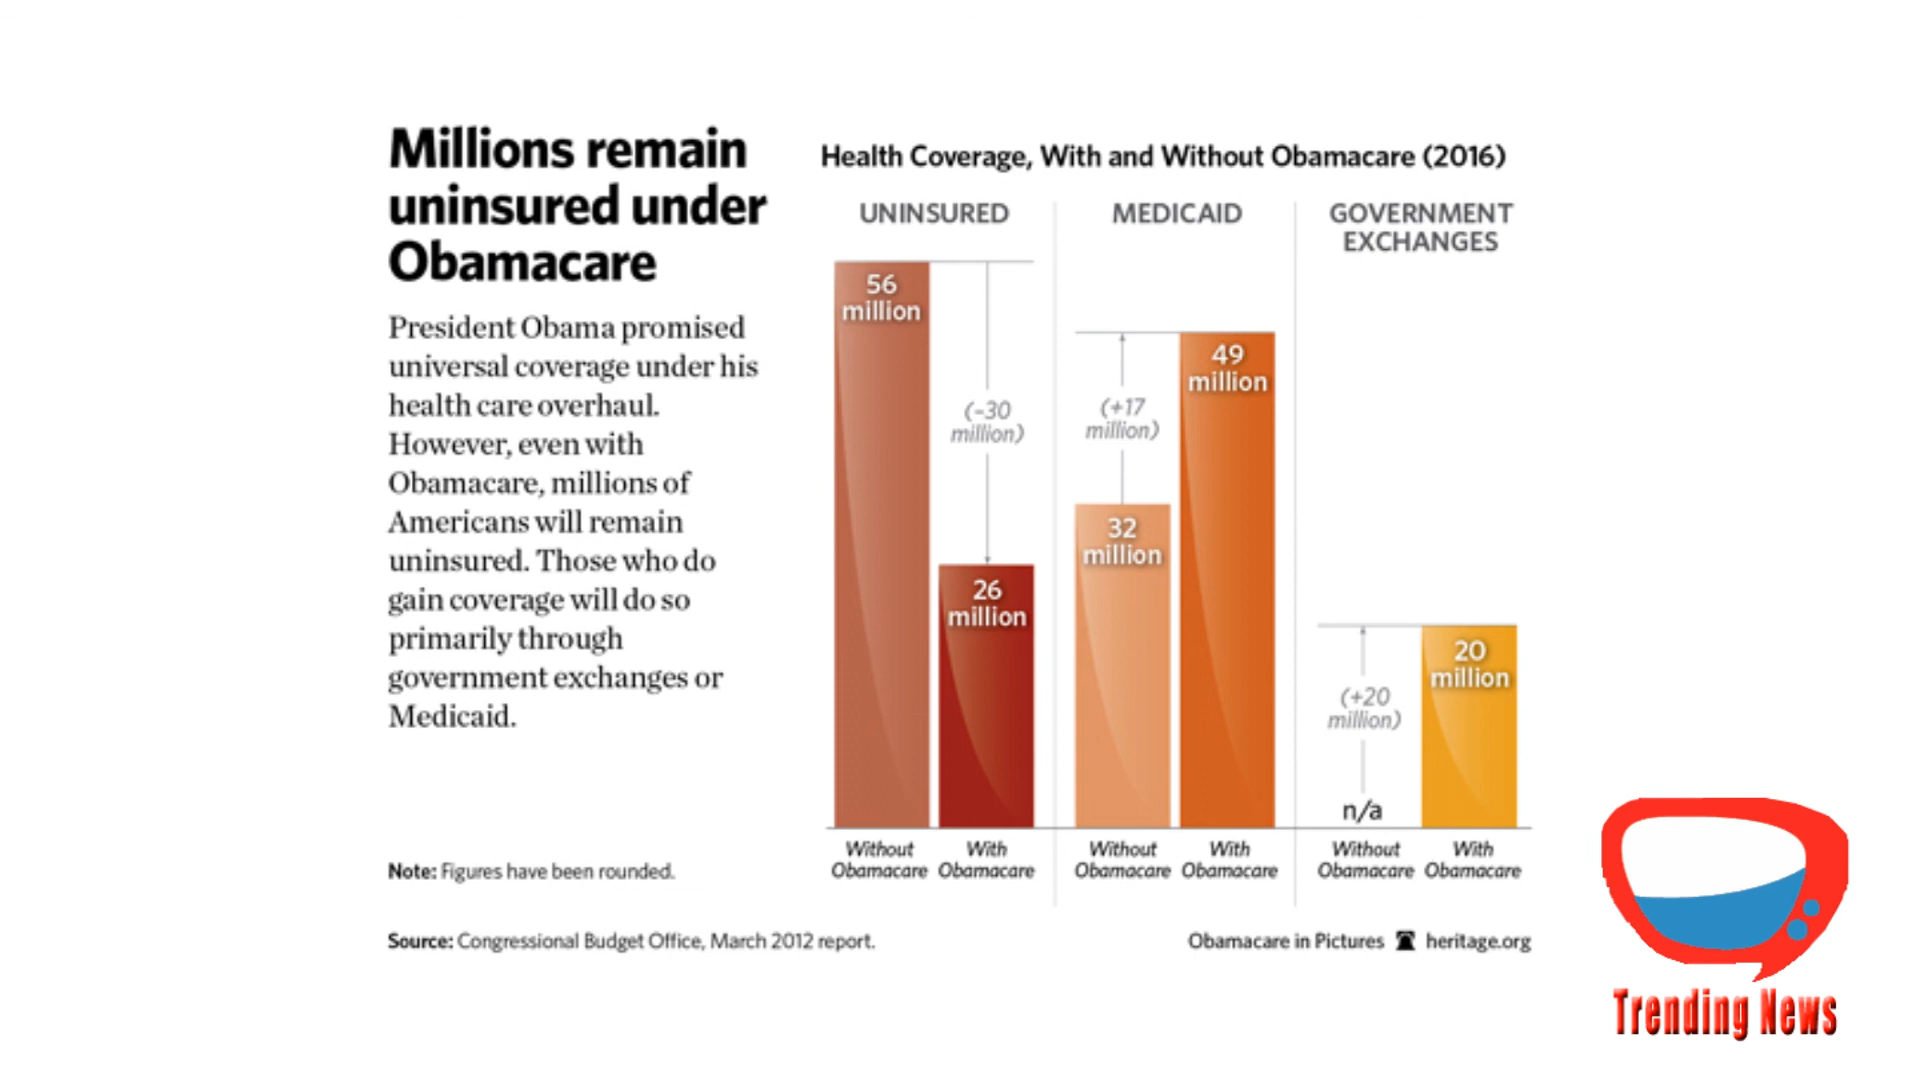 Millions remain
uninsured under
Obamacare
President Obama promised
universal coverage under his
health care overhaul.
However, even with
Obamacare, millions of
Americans will remain
uninsured. Those who do
gain coverage will do so
primarily through
government exchanges or
Medicaid.
Note: Figures have been rounded.
Source: Congressional Budget Office, March 2012 report.
Health Coverage, With and Without Obamacare (2016)
UNINSURED
56
million
(-30
million)
26
million
Without
Obamacare
With
Obamacare
MEDICAID
32
million
(+17
million)
49
million
Without
Obamacare
With
Obamacare
GOVERNMENT
EXCHANGES
(+20
million)
n/a
20
million
Without
Obamacare
With
Obamacare
Obamacare in Pictures heritage.org
Trending News